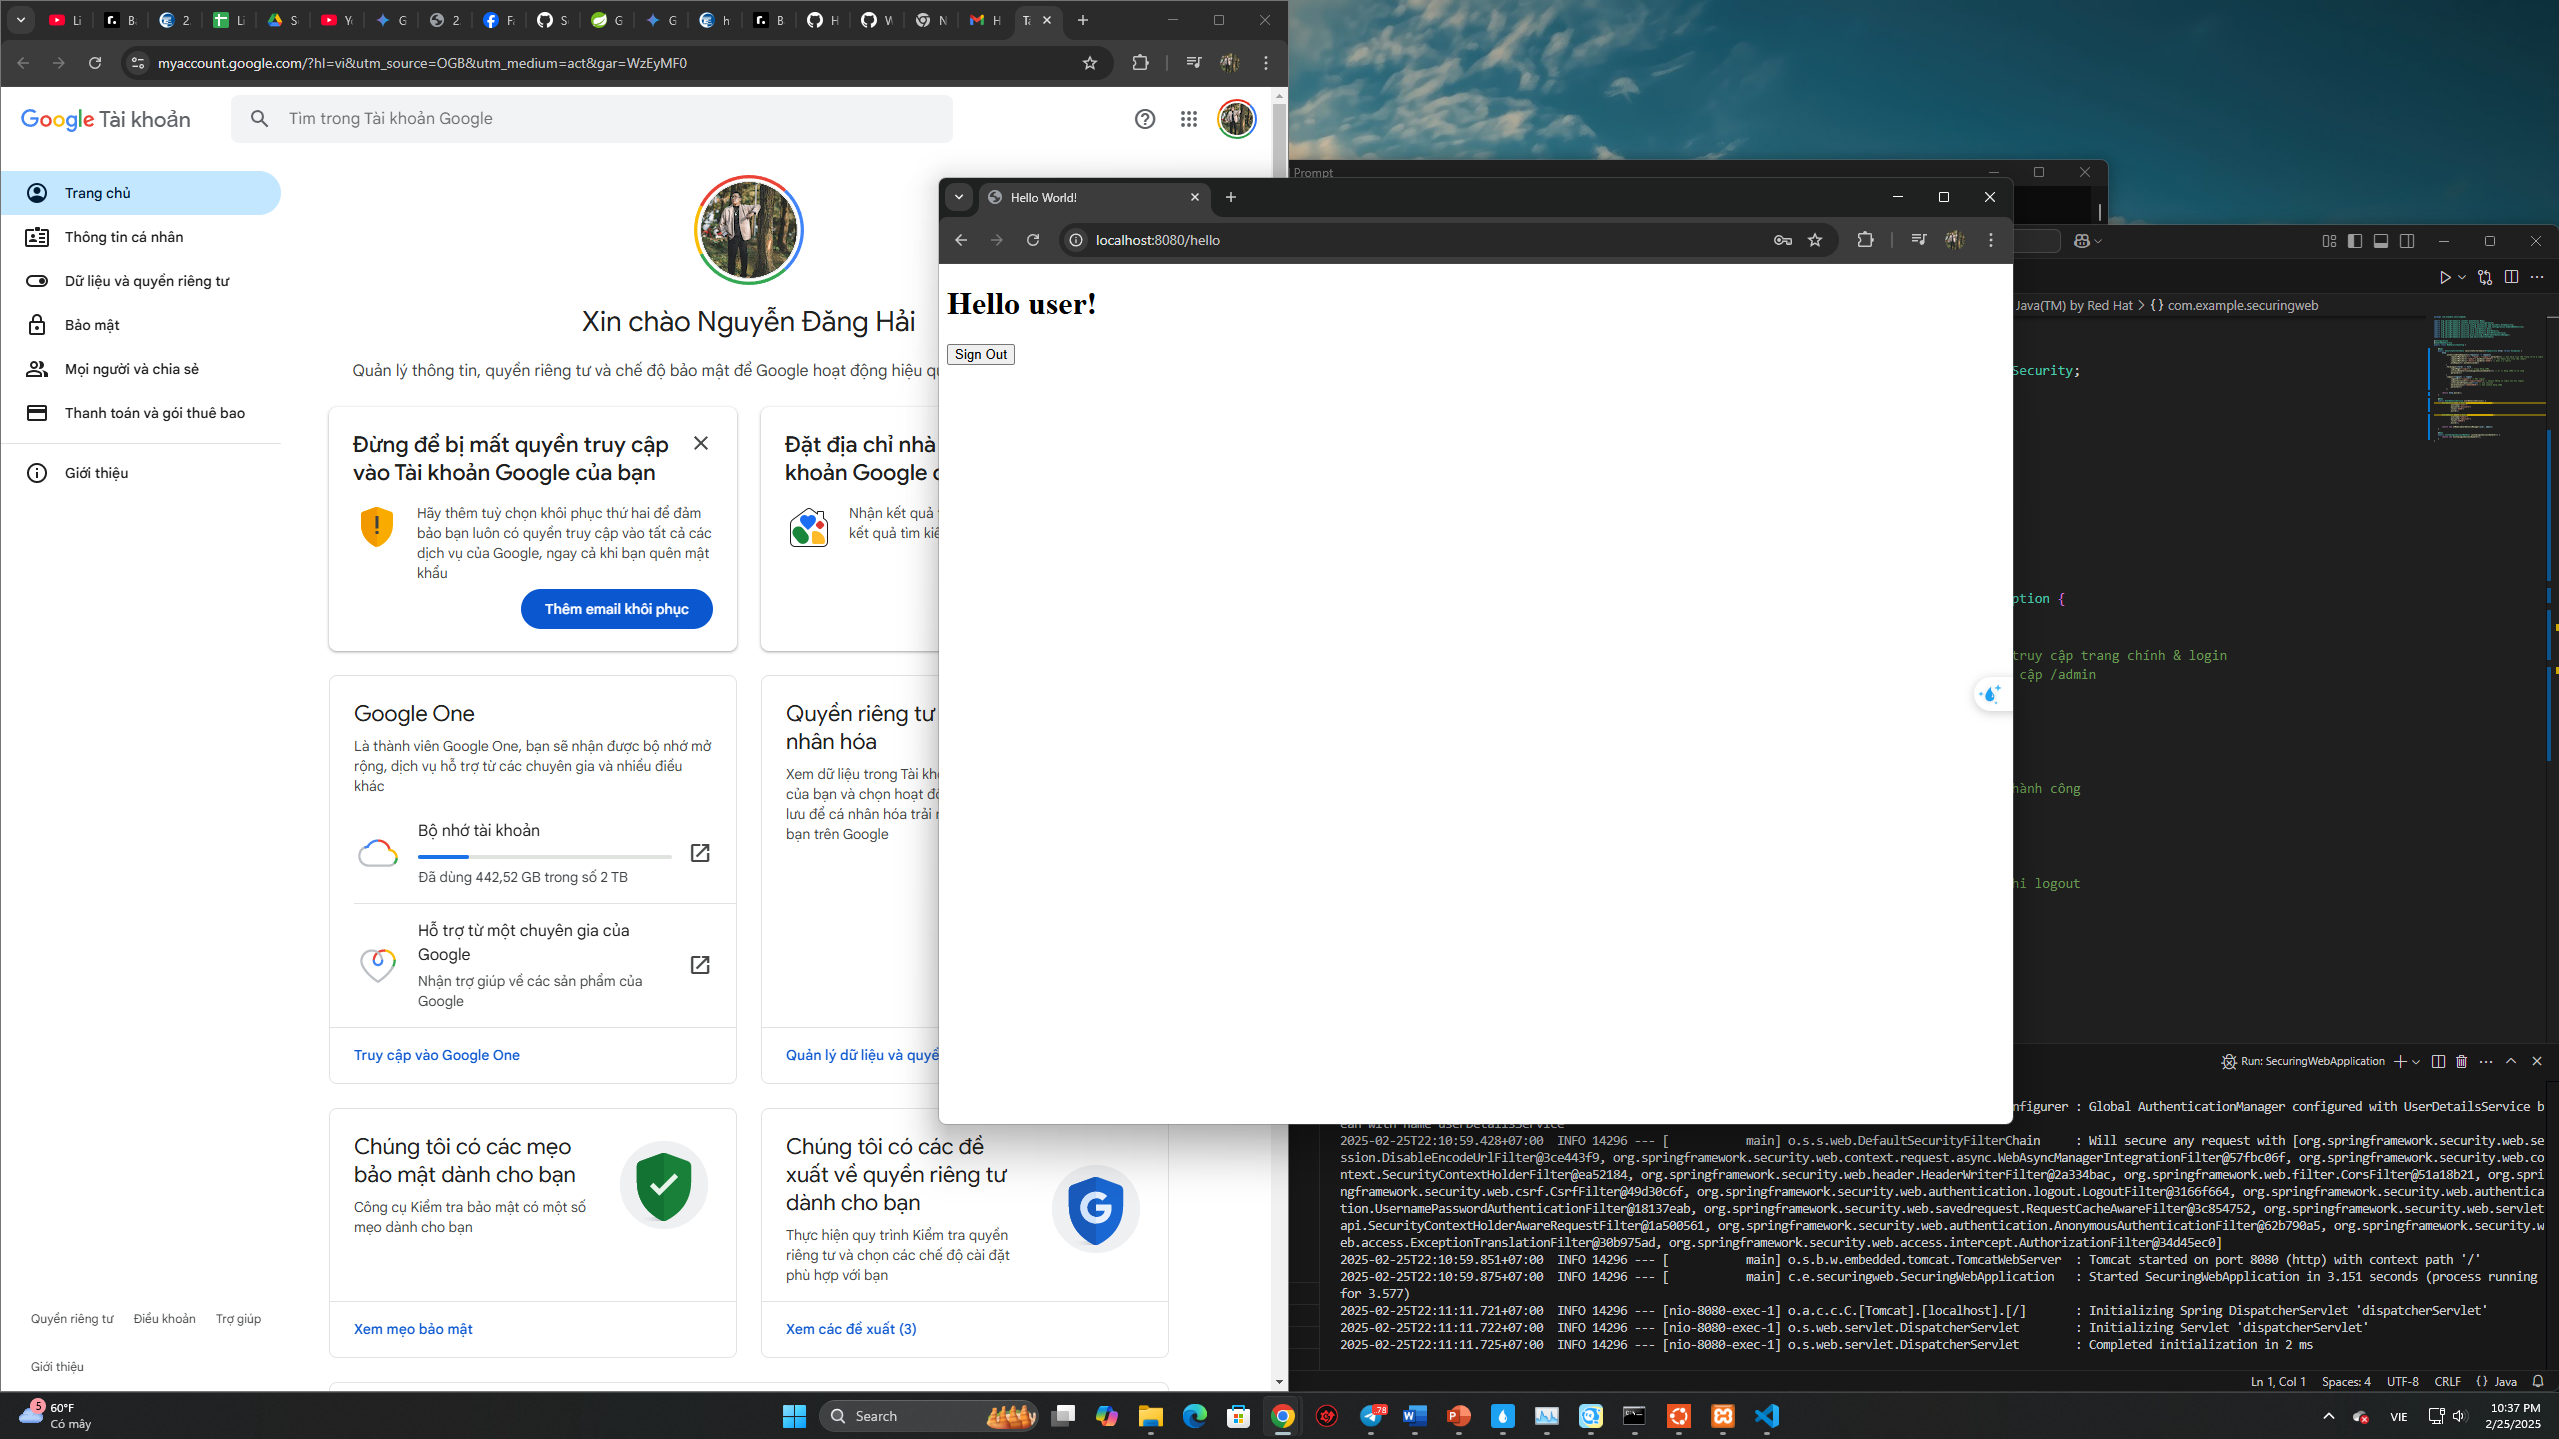 Li
B
2
Li
S
Y
G
2
F
S
G
G
h
B
H
W
N
H
Tà
myaccount.google.com/?hl=vi&utm_source=OGB&utm_medium=act&gar=WzEyMF0
Google Tài khoản
Tìm trong Tài khoản Google
Trang chủ
Thông tin cá nhân
Dữ liệu và quyền riêng tư
Bảo mật
Mọi người và chia sẻ
Thanh toán và gói thuê bao
Giới thiệu
Xin chào Nguyễn Đăng Hải
Quản lý thông tin, quyền riêng tư và chế độ bảo mật để Google hoạt động hiệu qu
Đừng để bị mất quyền truy cập
vào Tài khoản Google của bạn
Hãy thêm tuỳ chọn khôi phục thứ hai để đảm
bảo bạn luôn có quyền truy cập vào tất cả các
dịch vụ của Google, ngay cả khi bạn quên mật
khẩu
Thêm email khôi phục
Đặt địa chỉ nhà
khoản Google c
Nhận kết quả
kết quả tìm kiế
Google One
Là thành viên Google One, bạn sẽ nhận được bộ nhớ mở
rộng, dịch vụ hỗ trợ từ các chuyên gia và nhiều điều
khác
Bộ nhớ tài khoản
Đã dùng 442,52 GB trong số 2 TB
Hỗ trợ từ một chuyên gia của
Google
Nhận trợ giúp về các sản phẩm của
Google
Truy cập vào Google One
Quyền riêng tư
nhân hóa
Xem dữ liệu trong Tài kho
của bạn và chọn hoạt độ
lưu để cá nhân hóa trải n
bạn trên Google
Quản lý dữ liệu và quyề
Chúng tôi có các mẹo
bảo mật dành cho bạn
Công cụ Kiểm tra bảo mật có một số
mẹo dành cho bạn
Xem mẹo bảo mật
Chúng tôi có các đề
xuất về quyền riêng tư
dành cho bạn
Thực hiện quy trình Kiểm tra quyền
riêng tư và chọn các chế độ cài đặt
phù hợp với bạn
Xem các đề xuất (3)
Quyền riêng tư
Điều khoản
Trợ giúp
Giới thiệu
Prompt
Hello World!
localhost:8080/hello
Hello user!
Sign Out
Java(TM) by Red Hat > {} com.example.securingweb
Security;
ption {
truy cập trang chính & login
cập /admin
hành công
hi logout
Run: SecuringWebApplication
nfigurer : Global AuthenticationManager configured with UserDetailsService b
ean with name userDetailsService
2025-02-25T22:10:59.428+07:00  INFO 14296 --- [           main] o.s.s.web.DefaultSecurityFilterChain     : Will secure any request with [org.springframework.security.web.se
ssion.DisableEncodeUrlFilter@3ce443f9, org.springframework.security.web.context.request.async.WebAsyncManagerIntegrationFilter@57fbc06f, org.springframework.security.web.co
ntext.SecurityContextHolderFilter@ea52184, org.springframework.security.web.header.HeaderWriterFilter@2a334bac, org.springframework.web.filter.CorsFilter@51a18b21, org.spri
ngframework.security.web.csrf.CsrfFilter@49d30c6f, org.springframework.security.web.authentication.logout.LogoutFilter@3166f664, org.springframework.security.web.authentica
tion.UsernamePasswordAuthenticationFilter@18137eab, org.springframework.security.web.savedrequest.RequestCacheAwareFilter@3c854752, org.springframework.security.web.servlet
api.SecurityContextHolderAwareRequestFilter@1a500561, org.springframework.security.web.authentication.AnonymousAuthenticationFilter@62b790a5, org.springframework.security.w
eb.access.ExceptionTranslationFilter@30b975ad, org.springframework.security.web.access.intercept.AuthorizationFilter@34d45ec0]
2025-02-25T22:10:59.851+07:00  INFO 14296 --- [           main] o.s.b.w.embedded.tomcat.TomcatWebServer  : Tomcat started on port 8080 (http) with context path '/'
2025-02-25T22:10:59.875+07:00  INFO 14296 --- [           main] c.e.securingweb.SecuringWebApplication   : Started SecuringWebApplication in 3.151 seconds (process running
for 3.577)
2025-02-25T22:11:11.721+07:00  INFO 14296 --- [nio-8080-exec-1] o.a.c.c.C.[Tomcat].[localhost].[/]       : Initializing Spring DispatcherServlet 'dispatcherServlet'
2025-02-25T22:11:11.722+07:00  INFO 14296 --- [nio-8080-exec-1] o.s.web.servlet.DispatcherServlet        : Initializing Servlet 'dispatcherServlet'
2025-02-25T22:11:11.725+07:00  INFO 14296 --- [nio-8080-exec-1] o.s.web.servlet.DispatcherServlet        : Completed initialization in 2 ms
Ln 1, Col 1
Spaces: 4
UTF-8
CRLF
{} Java
5
60°F
Có mây
Search
78
VIE
10:37 PM
2/25/2025